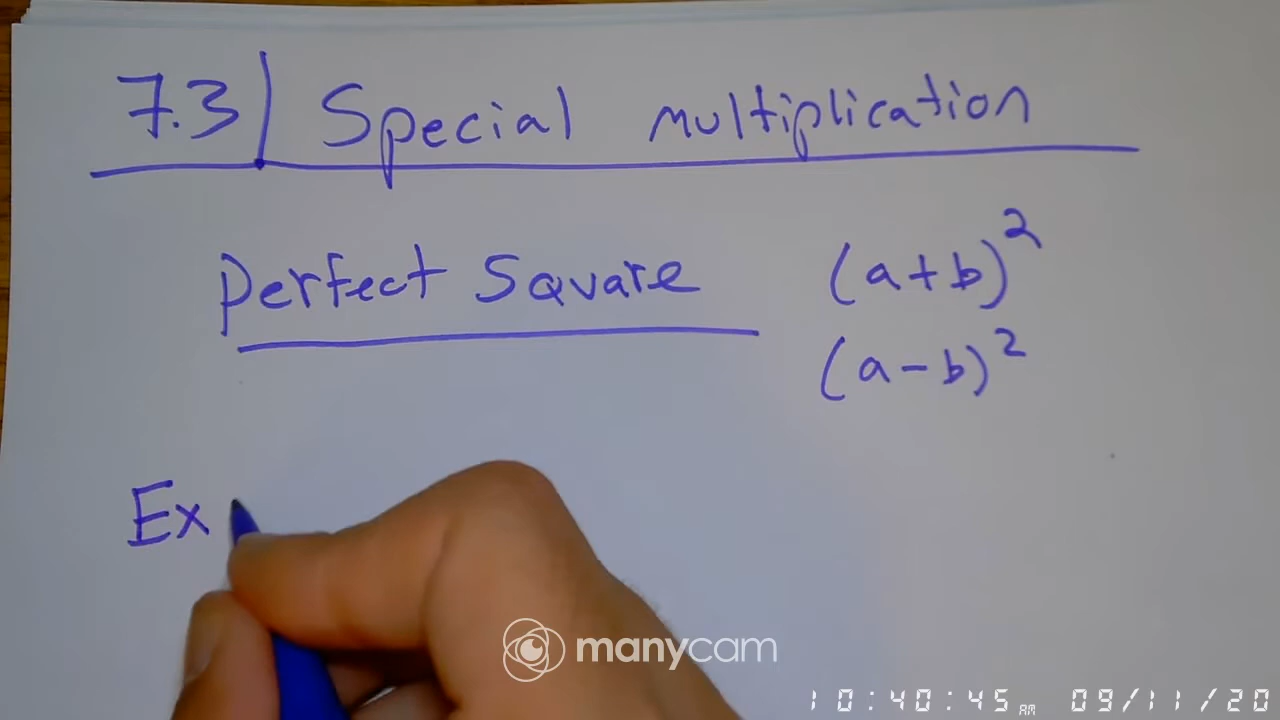 7.3| Special multiplication
Perfect Square (a+b)²
(a-b)²
Ex
manycam
10:40:45 AM 09/11/20